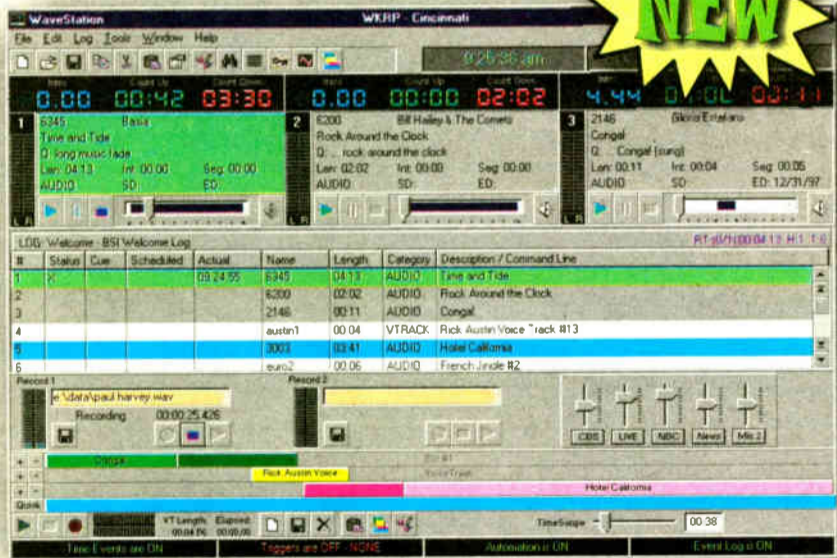 WaveStation WKRP - Cincinnati
NEW
File Edit Log Tools Window Help
9:25:36 am
Intro Count Up Count Down
0.00 00:42 03:30
0.00 00:00 02:02
4.44
1 6345 Basia
Time and Tide
Q: long music fade
Len: 04:13 Int: 00:00 Seg: 00:00
AUDIO SD: ED:
2 6200 Bill Hailey & The Comets
Rock Around the Clock
Q: ... rock around the clock
Len: 02:02 Int: 00:00 Seg: 00:00
AUDIO SD: ED:
3 2146 Gloria Estefan
Conga!
Q: ... Conga! (sung)
Len: 00:11 Int: 00:04 Seg: 00:05
AUDIO SD: ED: 12/31/97
LOG: Welcome - BSI Welcome Log
# Status Cue Scheduled Actual Name Length Category Description / Command Line
1 X 09:24:55 6345 04:13 AUDIO Time and Tide
2 6200 02:02 AUDIO Rock Around the Clock
3 2146 00:11 AUDIO Conga!
4 austin1 00:04 VTRACK Rick Austin Voice Track #13
5 3003 03:41 AUDIO Hotel California
6 euro2 00:06 AUDIO French Jingle #2
Record 1 Record 2
e:\data\paul harvey.wav
Recording 00:00:25.426
CBS LIVE NBC News Mic 2
Conga!
Rick Austin Voice VoiceTrack
Hotel California
Quick
VT Length: Elapsed: TimeScope 00:38
Time Events are ON Triggers are OFF - NONE Automation is ON Event Log is ON